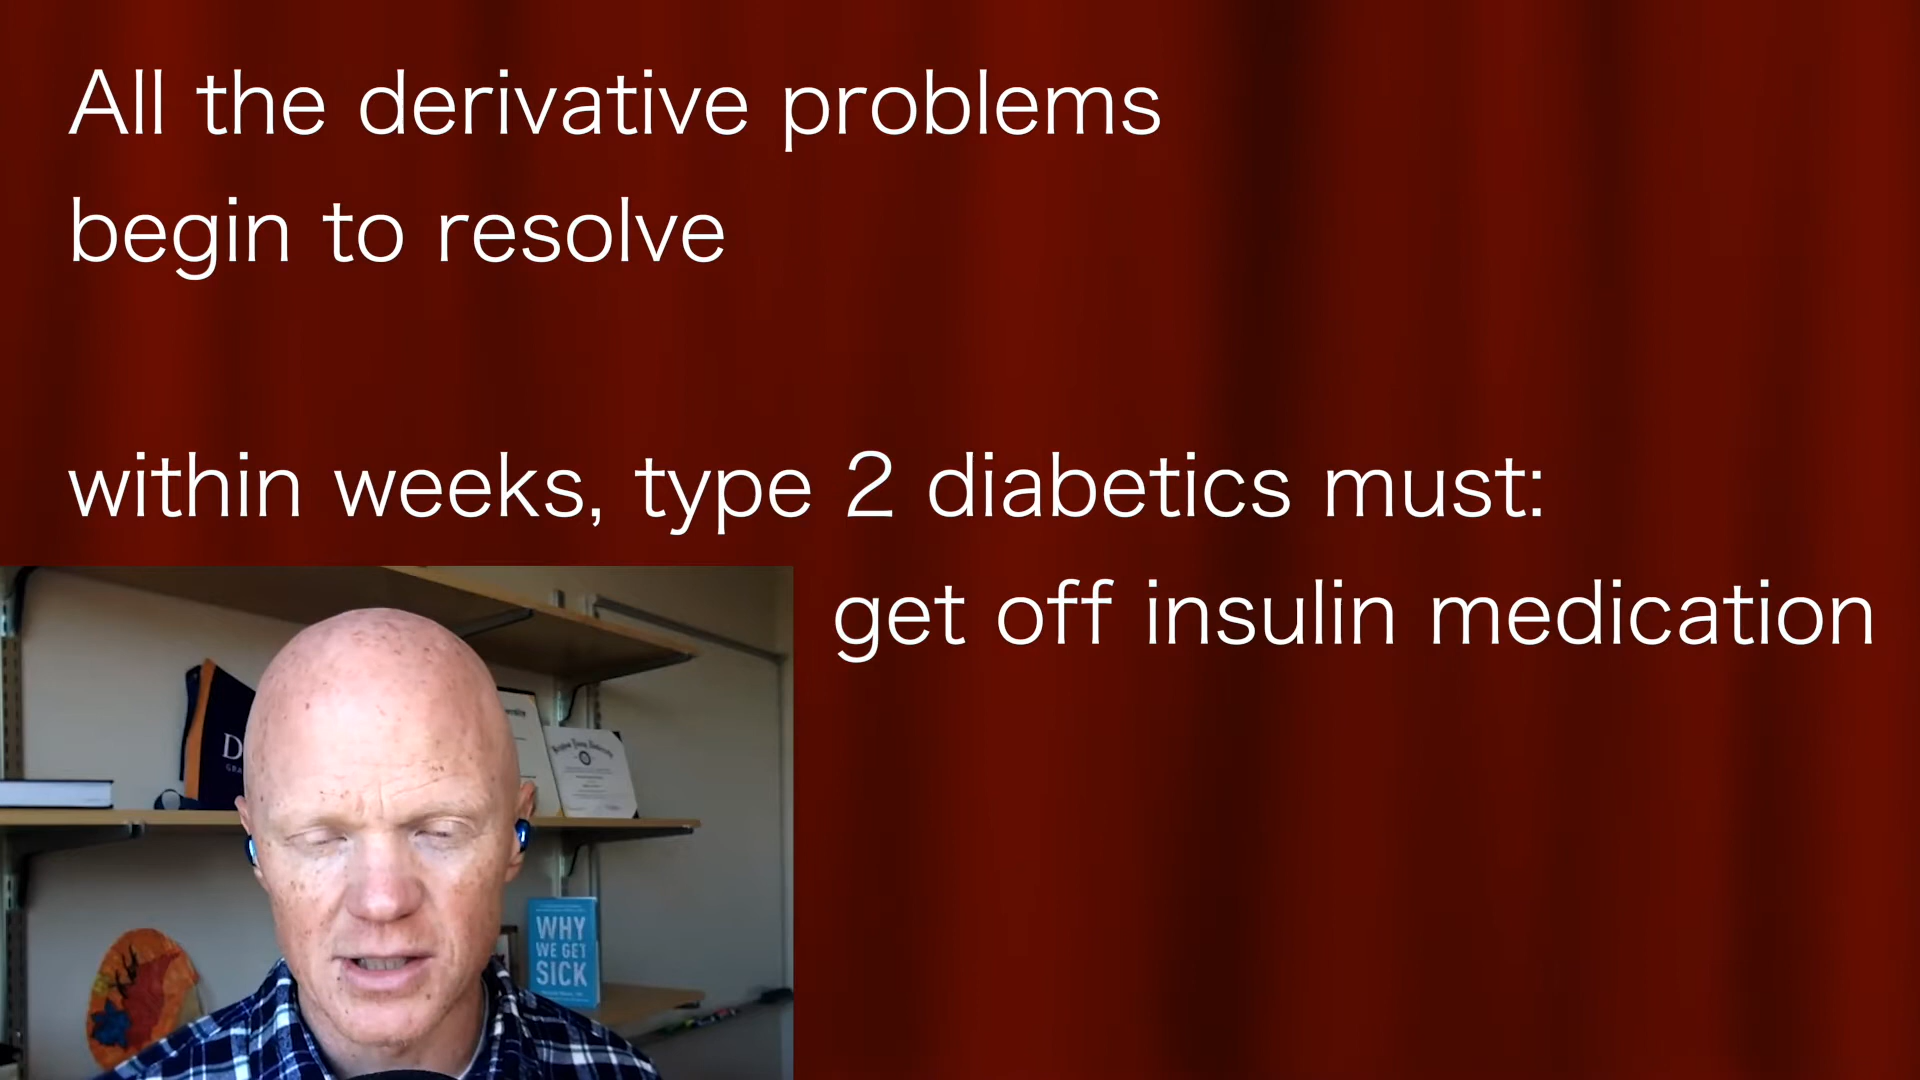 All the derivative problems
begin to resolve
within weeks, type 2 diabetics must:
get off insulin medication
D
WHY
WE GET
SICK